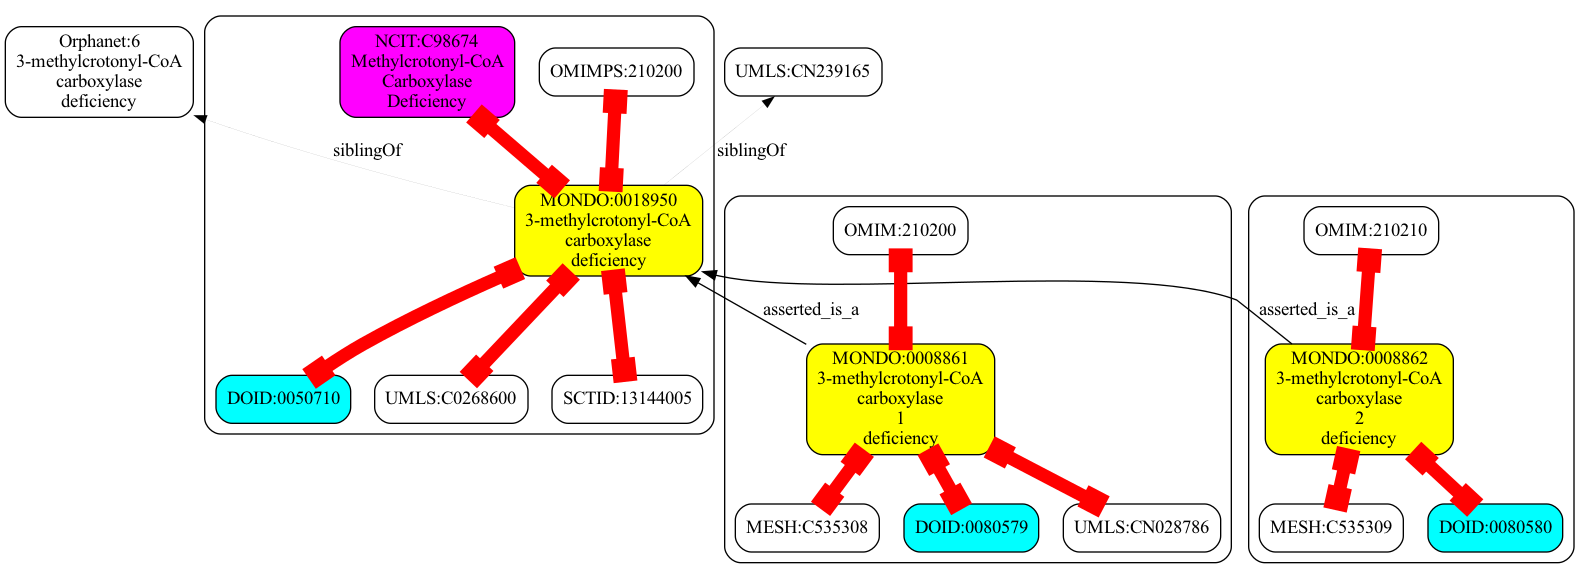 Orphanet:6
3-methylcrotonyl-CoA
carboxylase
deficiency
NCIT:C98674
Methylcrotonyl-CoA
Carboxylase
Deficiency
OMIMPS:210200
UMLS:CN239165
siblingOf
siblingOf
MONDO:0018950
3-methylcrotonyl-CoA
carboxylase
deficiency
OMIM:210200
OMIM:210210
asserted_is_a
asserted_is_a
DOID:0050710
UMLS:C0268600
SCTID:13144005
MONDO:0008861
3-methylcrotonyl-CoA
carboxylase
1
deficiency
MONDO:0008862
3-methylcrotonyl-CoA
carboxylase
2
deficiency
MESH:C535308
DOID:0080579
UMLS:CN028786
MESH:C535309
DOID:0080580